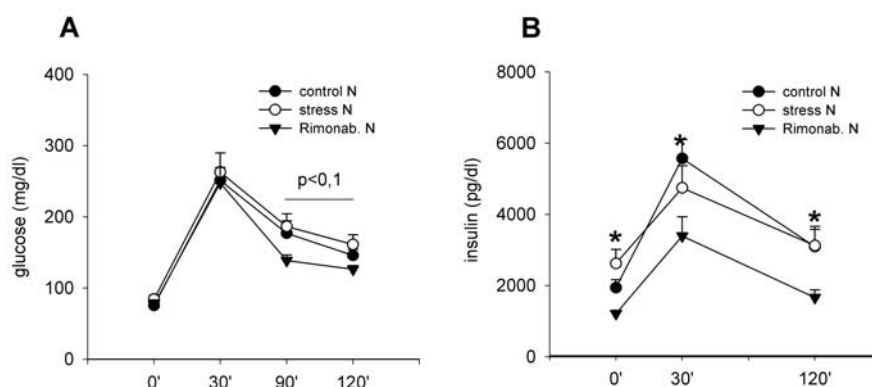 A
400
300
200
100
0
glucose (mg/dl)
control N
stress N
Rimonab. N
p<0,1
0' 30' 90' 120'
B
8000
6000
4000
2000
0
insulin (pg/dl)
control N
stress N
Rimonab. N
*
*
*
0' 30' 120'